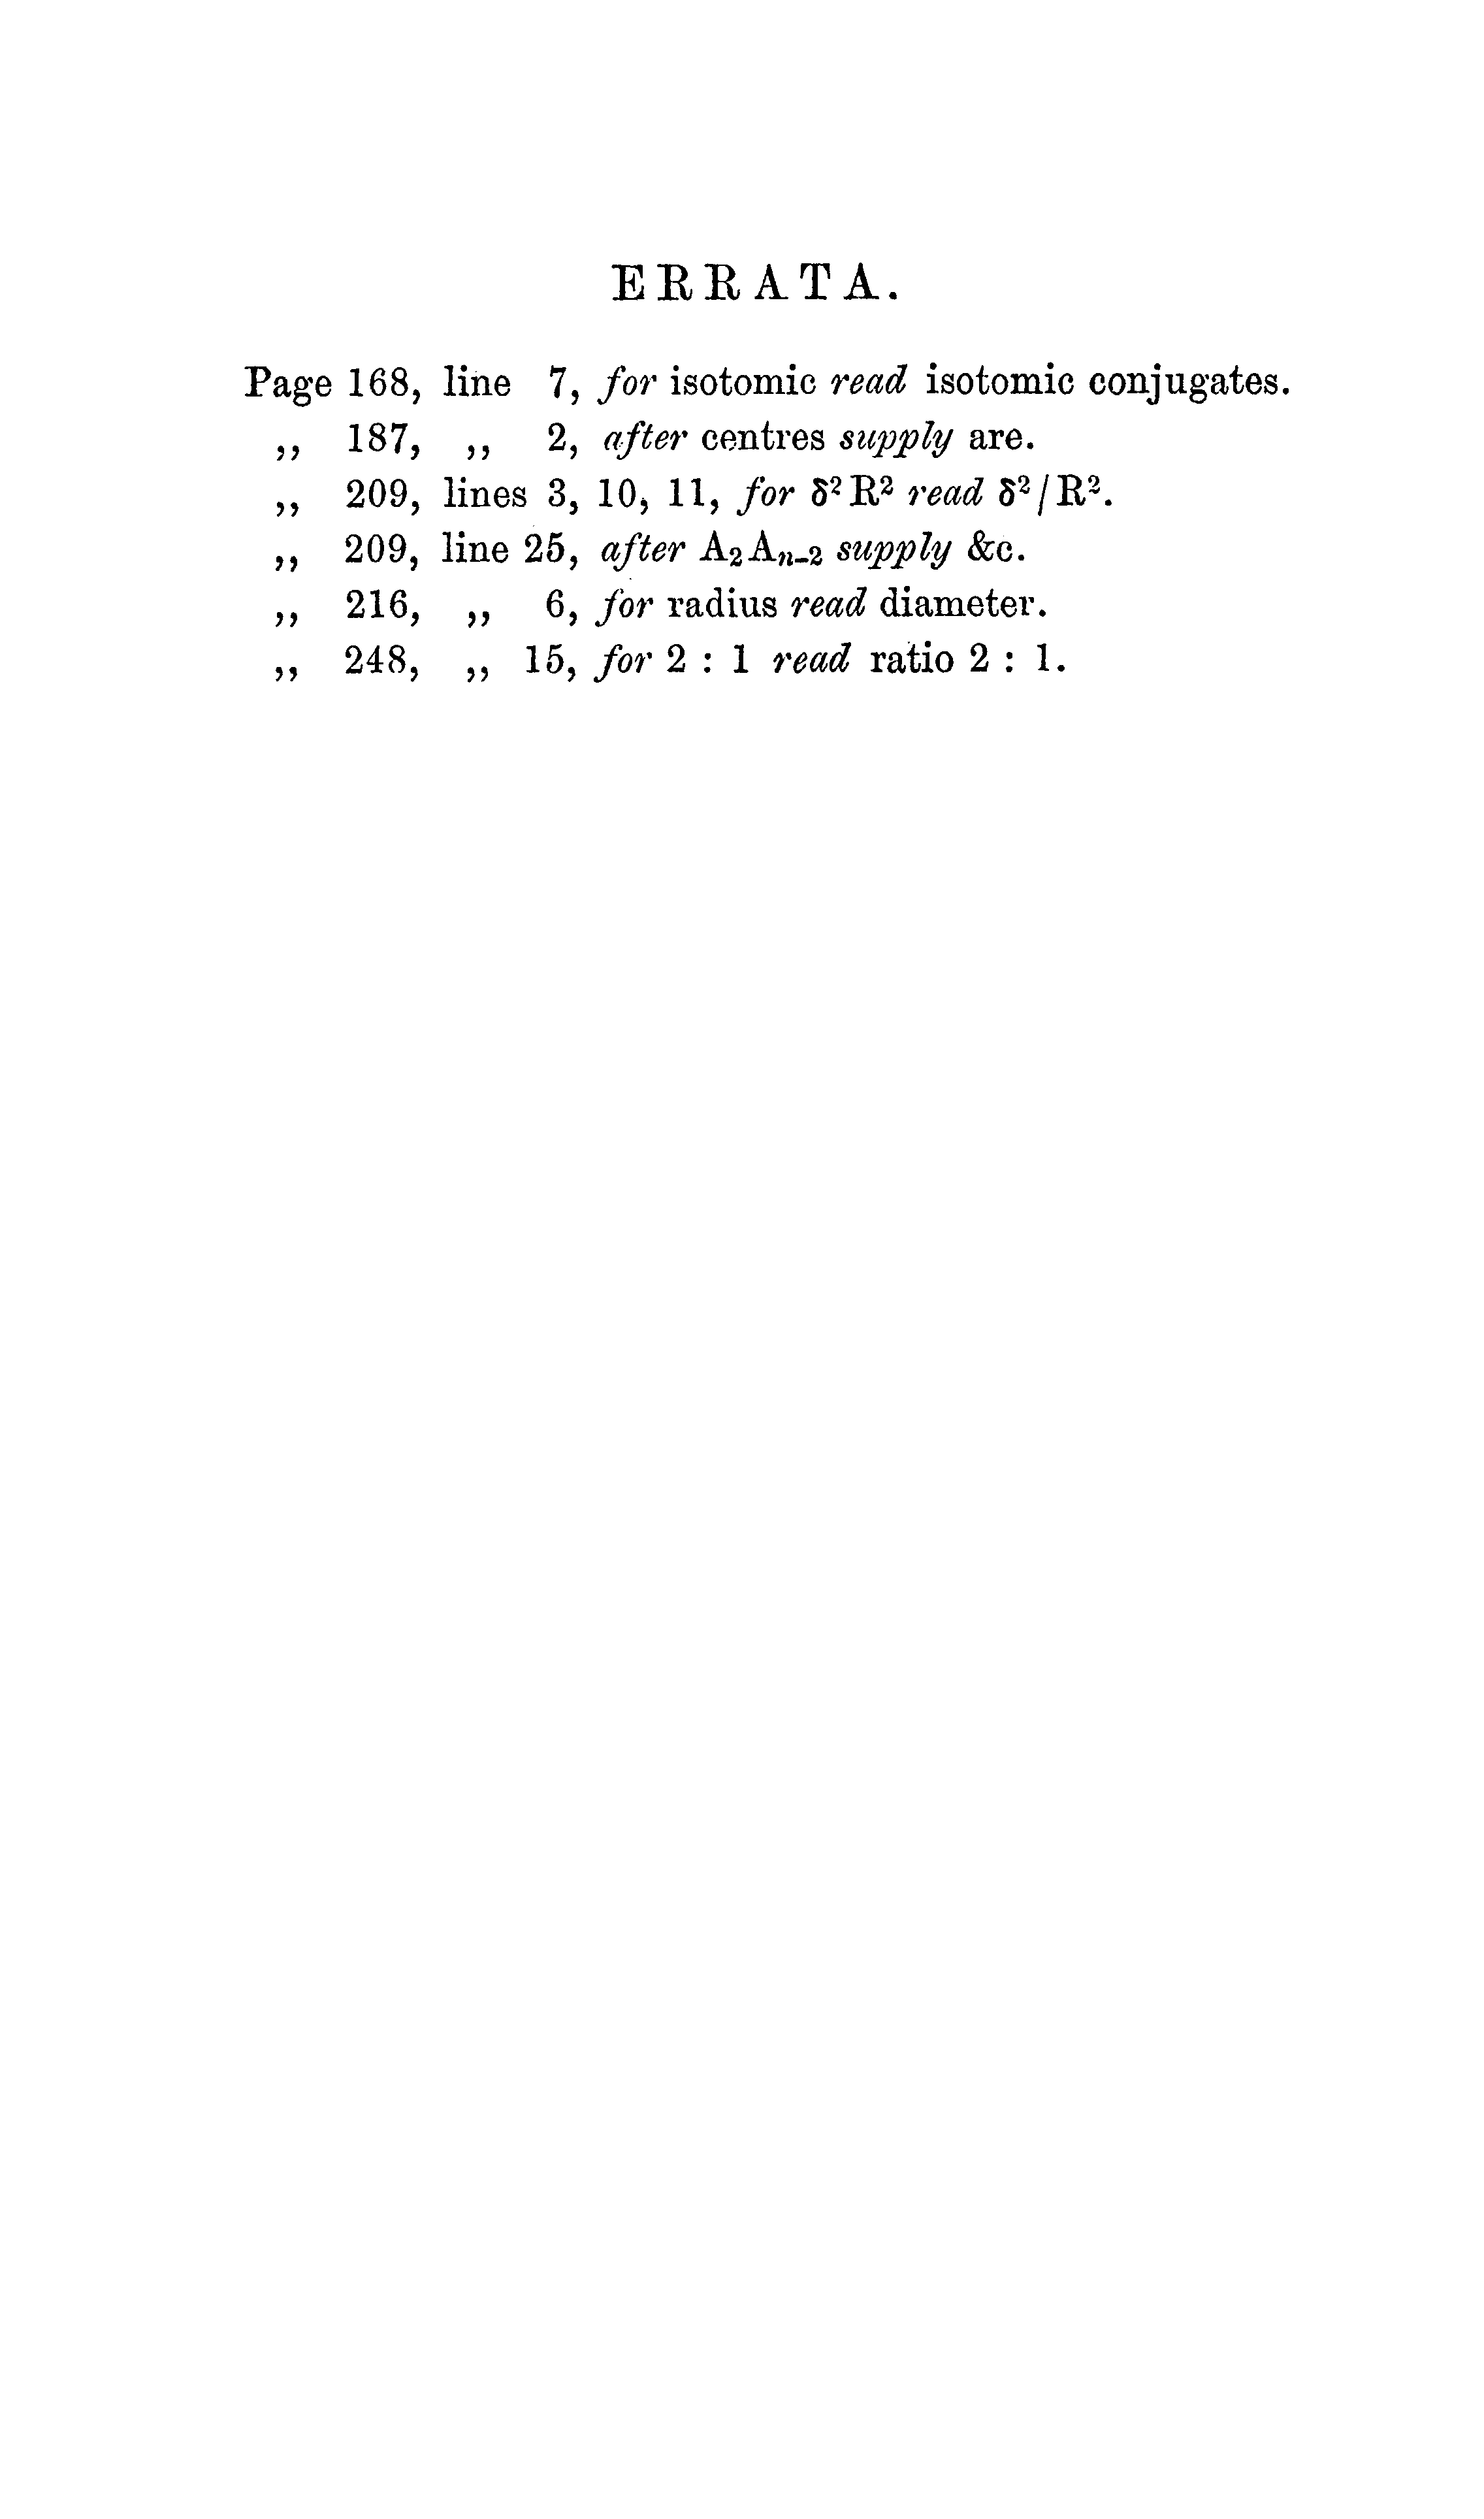 ERRATA.
Page 168, line 7, for isotomic read isotomic conjugates.
,, 187, ,, 2, after centres supply are.
,, 209, lines 3, 10, 11, for δ² R² read δ²/R².
,, 209, line 25, after A₂Aₙ₋₂ supply &c.
,, 216, ,, 6, for radius read diameter.
,, 248, ,, 15, for 2 : 1 read ratio 2 : 1.